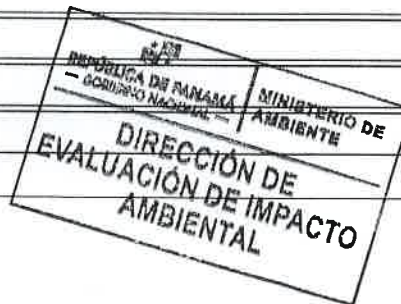 REPÚBLICA DE PANAMÁ
— GOBIERNO NACIONAL —
MINISTERIO DE
AMBIENTE
DIRECCIÓN DE
EVALUACIÓN DE IMPACTO
AMBIENTAL